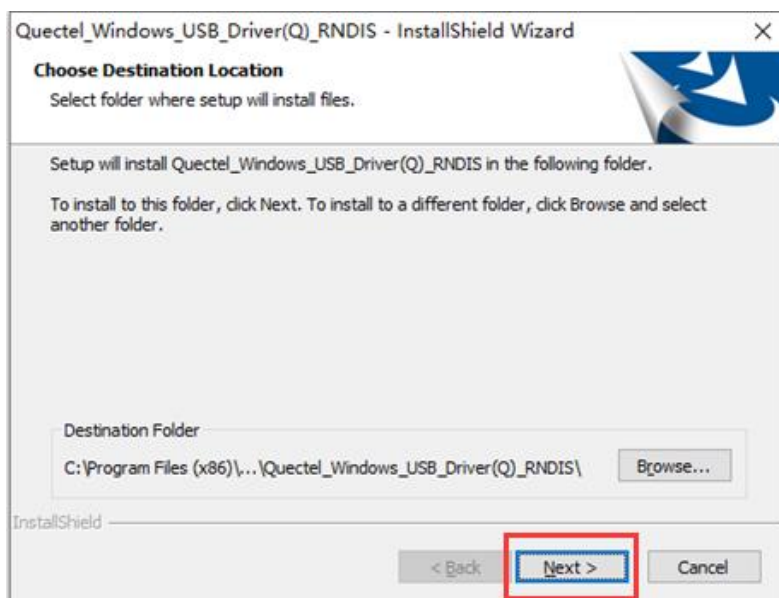 Quectel_Windows_USB_Driver(Q)_RNDIS - InstallShield Wizard
Choose Destination Location
Select folder where setup will install files.
Setup will install Quectel_Windows_USB_Driver(Q)_RNDIS in the following folder.
To install to this folder, click Next. To install to a different folder, click Browse and select
another folder.
Destination Folder
C:\Program Files (x86)\...\Quectel_Windows_USB_Driver(Q)_RNDIS\ Browse...
InstallShield
< Back Next > Cancel